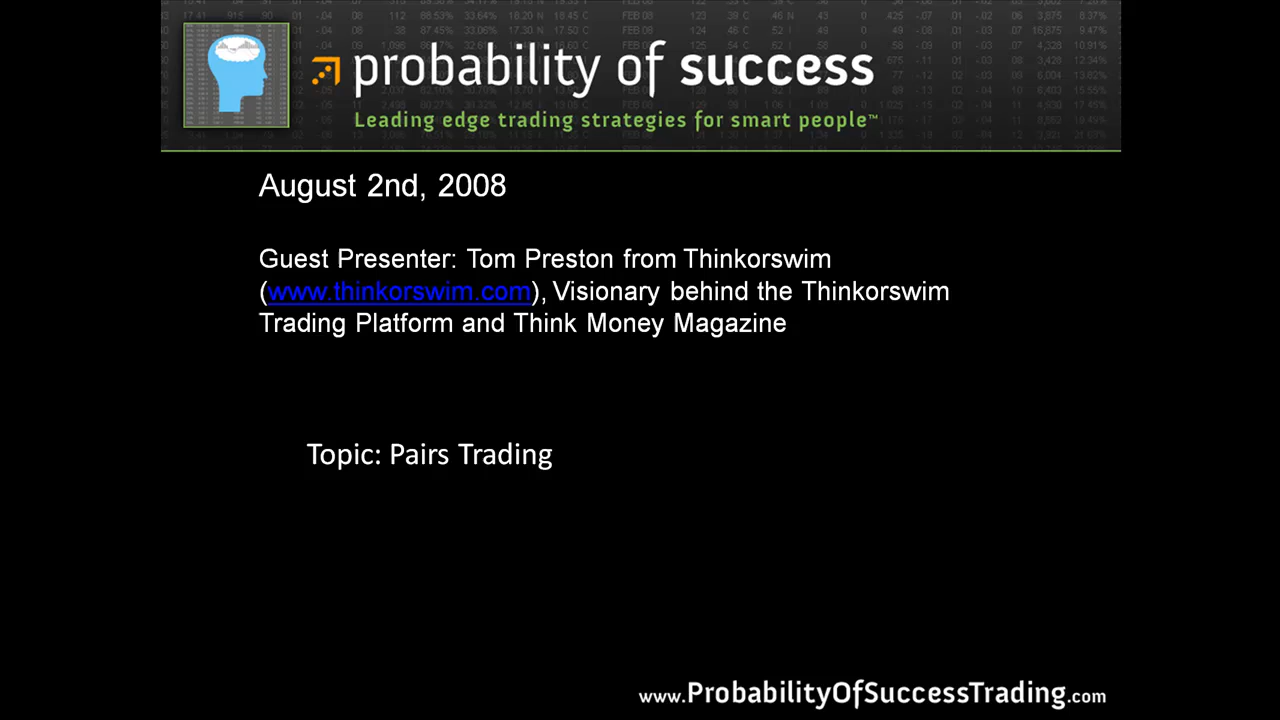 probability of success
Leading edge trading strategies for smart people™
August 2nd, 2008
Guest Presenter: Tom Preston from Thinkorswim
(www.thinkorswim.com), Visionary behind the Thinkorswim
Trading Platform and Think Money Magazine
Topic: Pairs Trading
www.ProbabilityOfSuccessTrading.com